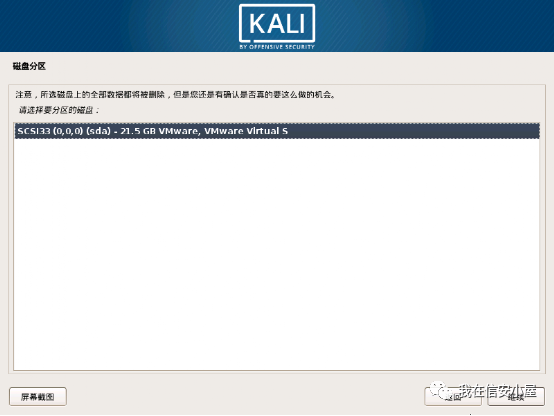 KALI
BY OFFENSIVE SECURITY
磁盘分区
注意，所选磁盘上的全部数据都将被删除，但是您还是有确认是否真的要这么做的机会。
请选择要分区的磁盘：
SCSI33 (0,0,0) (sda) - 21.5 GB VMware, VMware Virtual S
屏幕截图
返回
继续
我在信安小屋